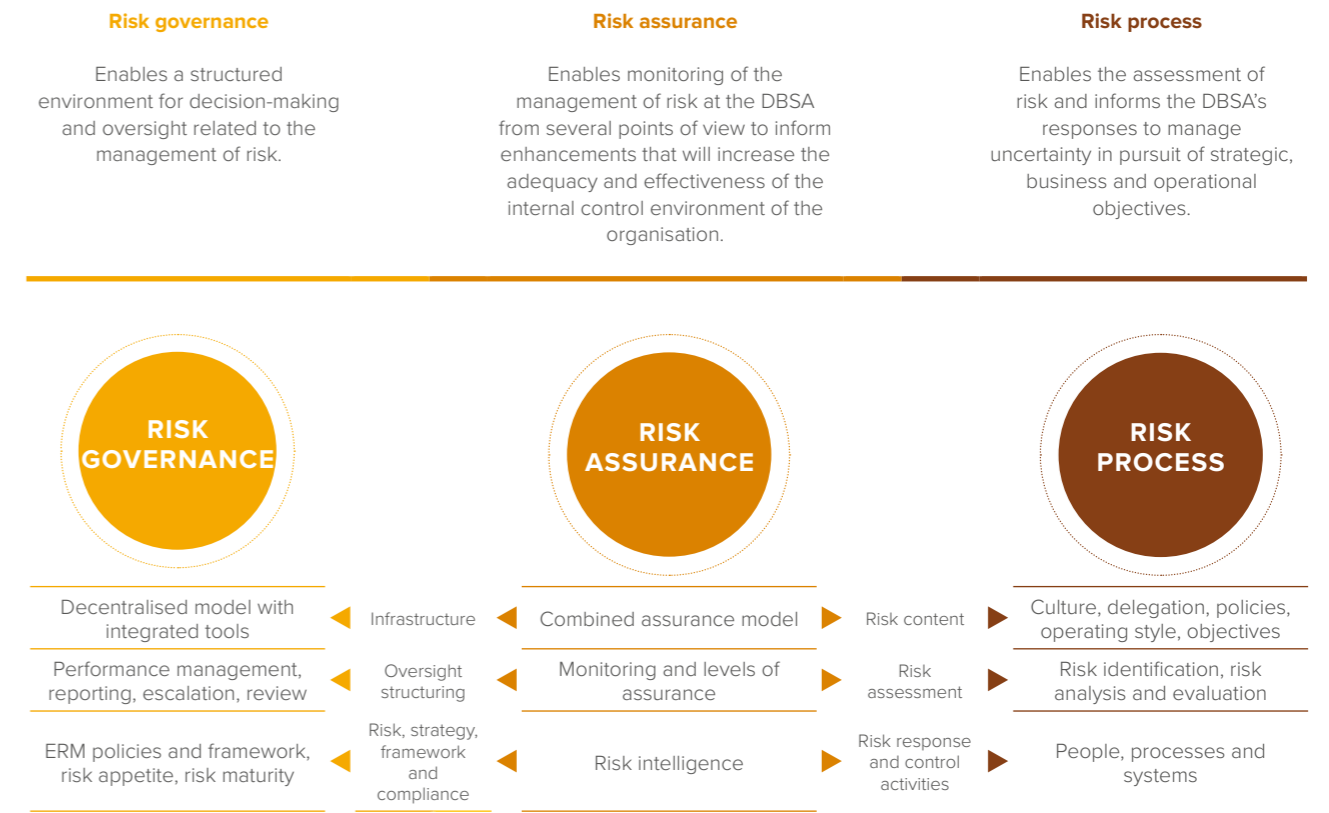 Risk governance
Enables a structured
environment for decision-making
and oversight related to the
management of risk.
Risk assurance
Enables monitoring of the
management of risk at the DBSA
from several points of view to inform
enhancements that will increase the
adequacy and effectiveness of the
internal control environment of the
organisation.
Risk process
Enables the assessment of
risk and informs the DBSA’s
responses to manage
uncertainty in pursuit of strategic,
business and operational
objectives.
RISK
GOVERNANCE
RISK
ASSURANCE
RISK
PROCESS
Decentralised model with
integrated tools
Infrastructure
Combined assurance model
Risk content
Culture, delegation, policies,
operating style, objectives
Performance management,
reporting, escalation, review
Oversight
structuring
Monitoring and levels of
assurance
Risk
assessment
Risk identification, risk
analysis and evaluation
ERM policies and framework,
risk appetite, risk maturity
Risk, strategy,
framework
and
compliance
Risk intelligence
Risk response
and control
activities
People, processes and
systems